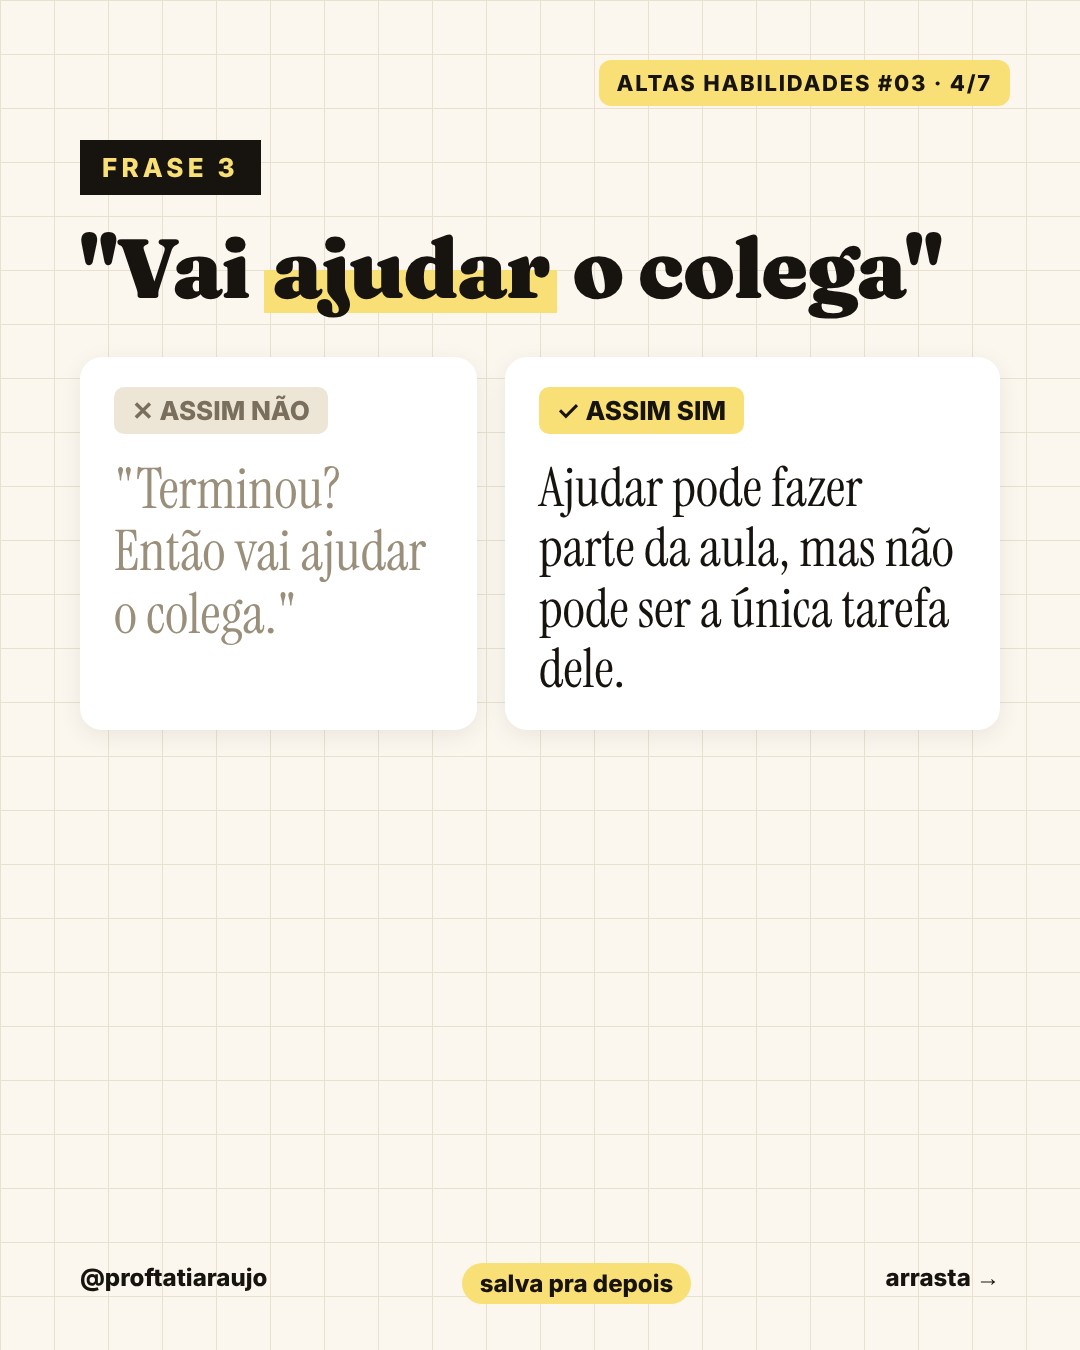 ALTAS HABILIDADES #03 · 4/7
FRASE 3
"Vai ajudar o colega"
✕ ASSIM NÃO
"Terminou?
Então vai ajudar
o colega."
✓ ASSIM SIM
Ajudar pode fazer
parte da aula, mas não
pode ser a única tarefa
dele.
@proftatiaraujo
salva pra depois
arrasta →